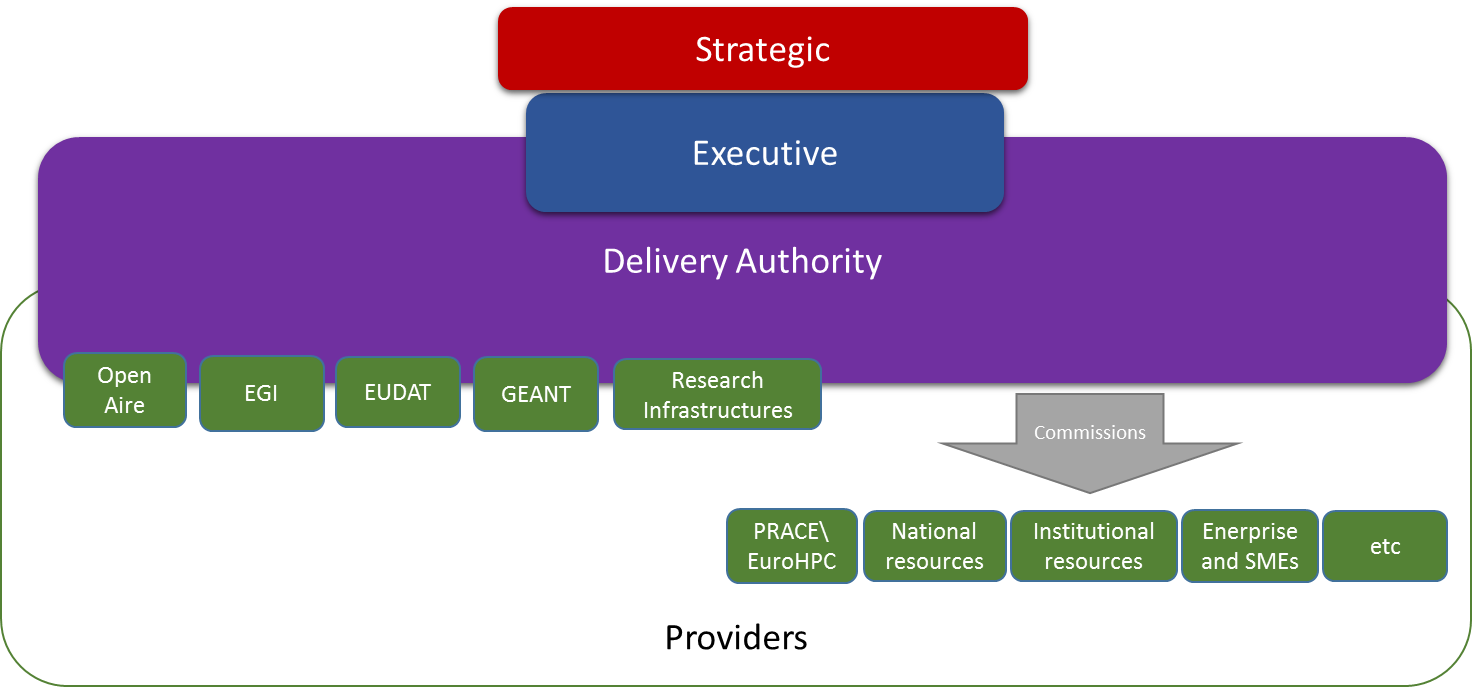 Strategic
Executive
Delivery Authority
Open
Aire
EGI
EUDAT
GEANT
Research
Infrastructures
Commissions
PRACE\
EuroHPC
National
resources
Institutional
resources
Enerprise
and SMEs
etc
Providers